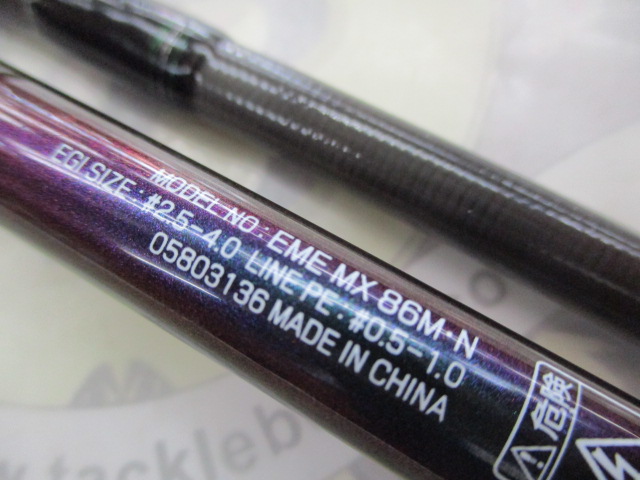 MODEL NO : EME MX 86M-N
EGI SIZE : #2.5-4.0 LINE PE : #0.5-1.0
05803136 MADE IN CHINA
危険
tackleb